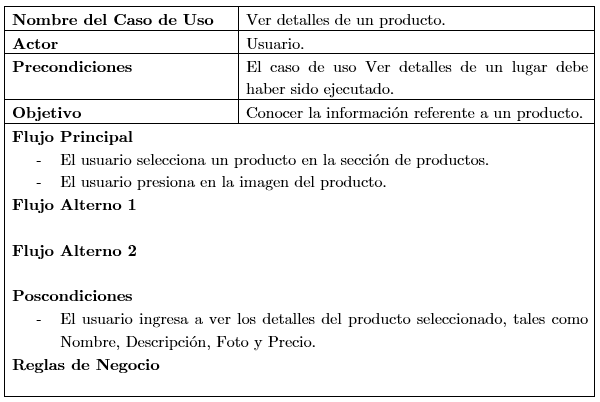 Nombre del Caso de Uso Ver detalles de un producto.
Actor Usuario.
Precondiciones El caso de uso Ver detalles de un lugar debe
haber sido ejecutado.
Objetivo Conocer la información referente a un producto.
Flujo Principal
- El usuario selecciona un producto en la sección de productos.
- El usuario presiona en la imagen del producto.
Flujo Alterno 1
Flujo Alterno 2
Poscondiciones
- El usuario ingresa a ver los detalles del producto seleccionado, tales como
Nombre, Descripción, Foto y Precio.
Reglas de Negocio